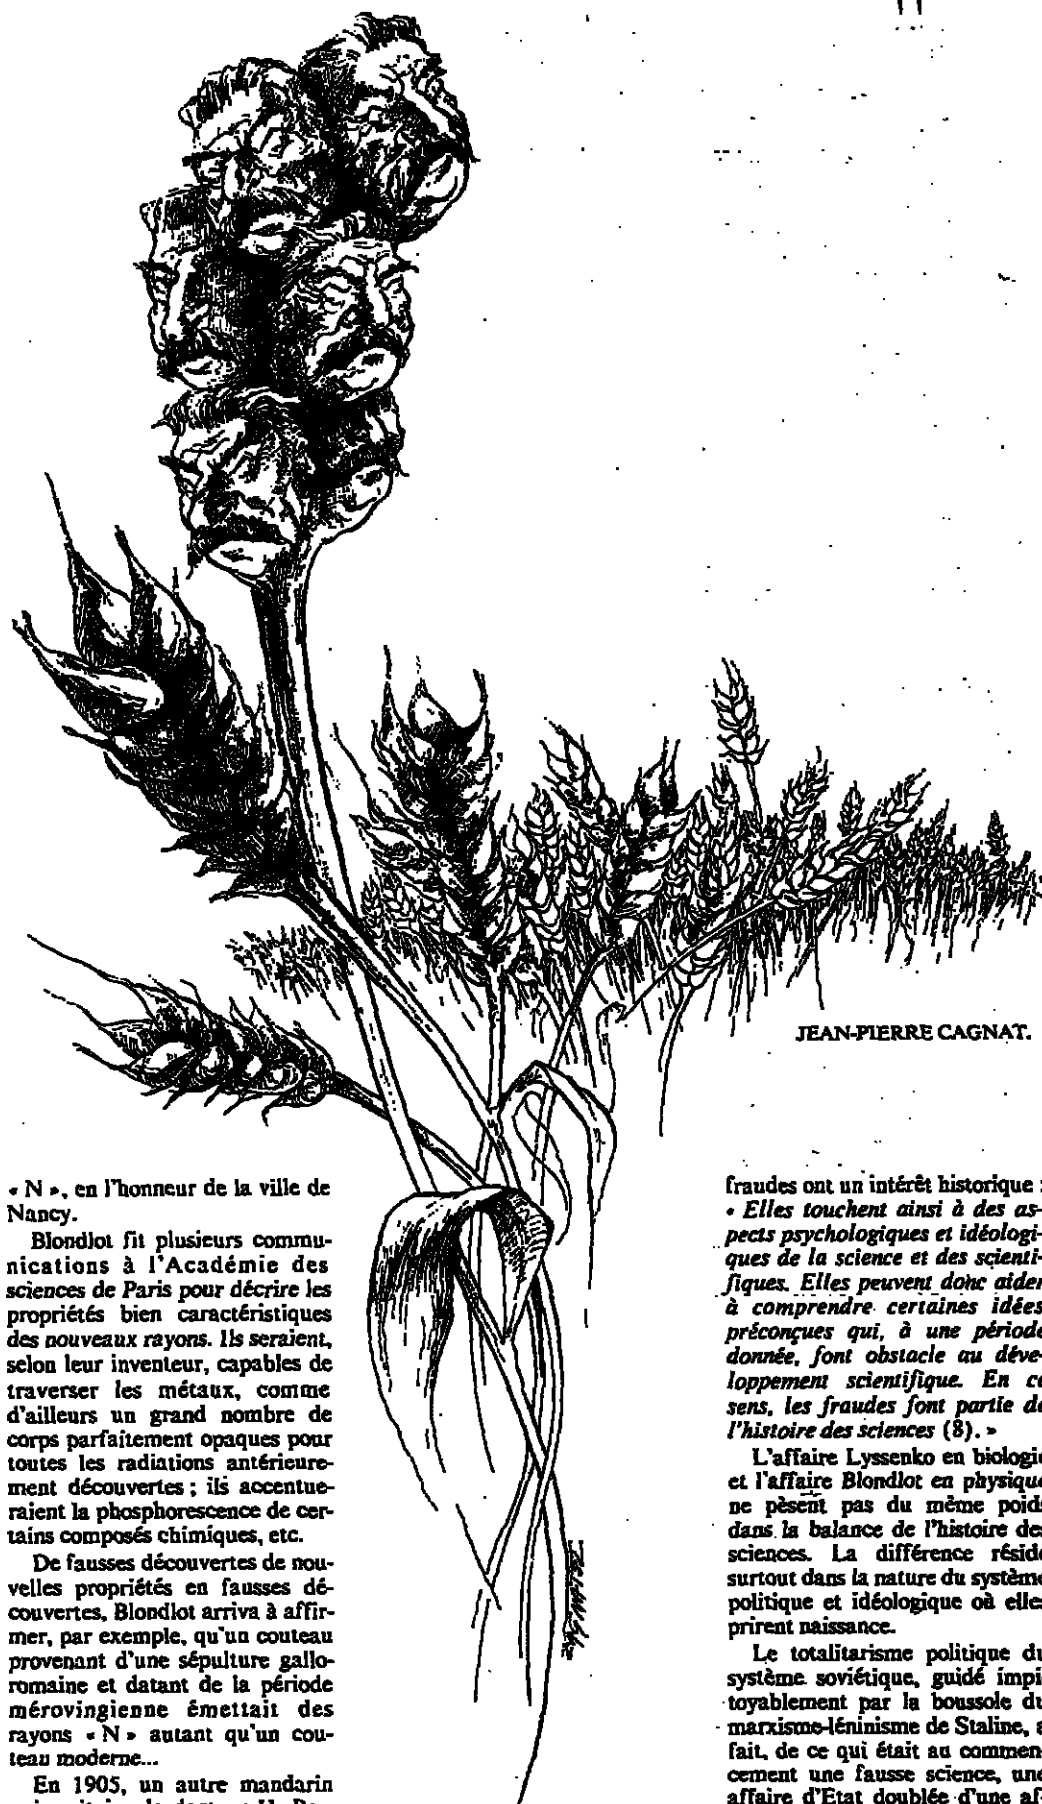 JEAN-PIERRE CAGNAT.
« N », en l'honneur de la ville de
Nancy.
Blondlot fit plusieurs commu-
nications à l'Académie des
sciences de Paris pour décrire les
propriétés bien caractéristiques
des nouveaux rayons. Ils seraient,
selon leur inventeur, capables de
traverser les métaux, comme
d'ailleurs un grand nombre de
corps parfaitement opaques pour
toutes les radiations antérieure-
ment découvertes ; ils accentue-
raient la phosphorescence de cer-
tains composés chimiques, etc.
De fausses découvertes de nou-
velles propriétés en fausses dé-
couvertes, Blondlot arriva à affir-
mer, par exemple, qu'un couteau
provenant d'une sépulture gallo-
romaine et datant de la période
mérovingienne émettait des
rayons « N » autant qu'un cou-
teau moderne...
En 1905, un autre mandarin
fraudes ont un intérêt historique :
« Elles touchent ainsi à des as-
pects psychologiques et idéologi-
ques de la science et des scienti-
fiques. Elles peuvent donc aider
à comprendre certaines idées
préconçues qui, à une période
donnée, font obstacle au déve-
loppement scientifique. En ce
sens, les fraudes font partie de
l'histoire des sciences (8). »
L'affaire Lyssenko en biologie
et l'affaire Blondlot en physique
ne pèsent pas du même poids
dans la balance de l'histoire des
sciences. La différence réside
surtout dans la nature du système
politique et idéologique où elles
prirent naissance.
Le totalitarisme politique du
système soviétique, guidé impi-
toyablement par la boussole du
marxisme-léninisme de Staline, a
fait, de ce qui était au commen-
cement une fausse science, une
affaire d'Etat doublée d'une af-